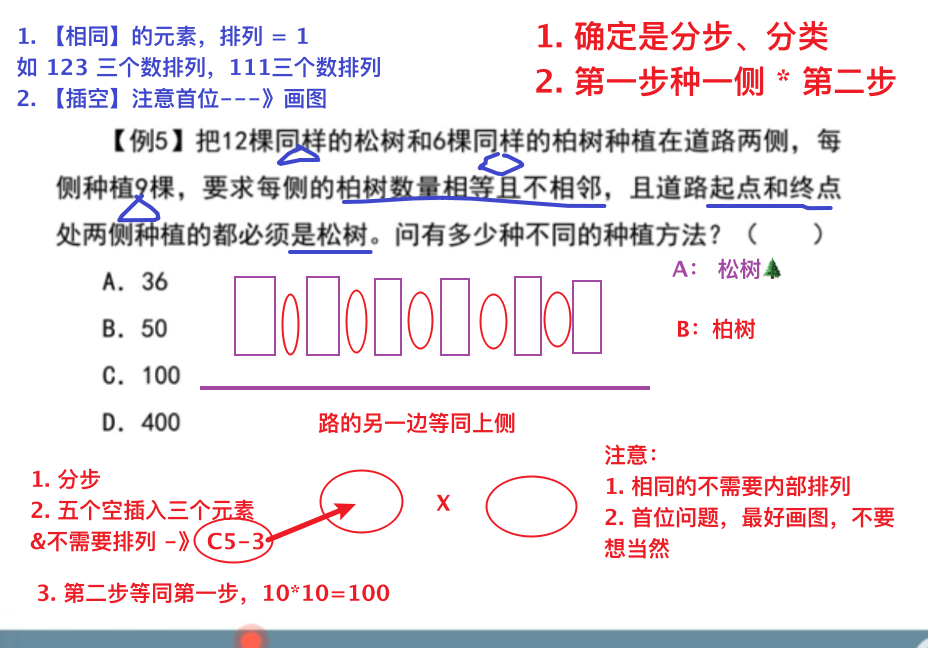 1. 【相同】的元素，排列 = 1
如 123 三个数排列，111三个数排列
2. 【插空】注意首位---》画图
1. 确定是分步、分类
2. 第一步种一侧 * 第二步
【例5】把12棵同样的松树和6棵同样的柏树种植在道路两侧，每
侧种植9棵，要求每侧的柏树数量相等且不相邻，且道路起点和终点
处两侧种植的都必须是松树。问有多少种不同的种植方法？（　　）
A. 36
B. 50
C. 100
D. 400
A： 松树🌲
B：柏树
路的另一边等同上侧
1. 分步
2. 五个空插入三个元素
&不需要排列 -》 C5-3
X
3. 第二步等同第一步，10*10=100
注意：
1. 相同的不需要内部排列
2. 首位问题，最好画图，不要
想当然